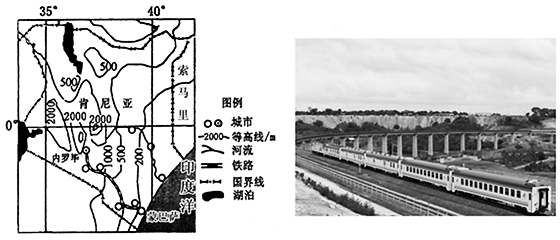 35° 40°
500
索
马
里
500
肯尼亚
2000
2000
2000
0°
内罗毕
1000
500
200
印度洋
蒙巴萨
图例
城市
2000 等高线/m
河流
铁路
国界线
湖泊